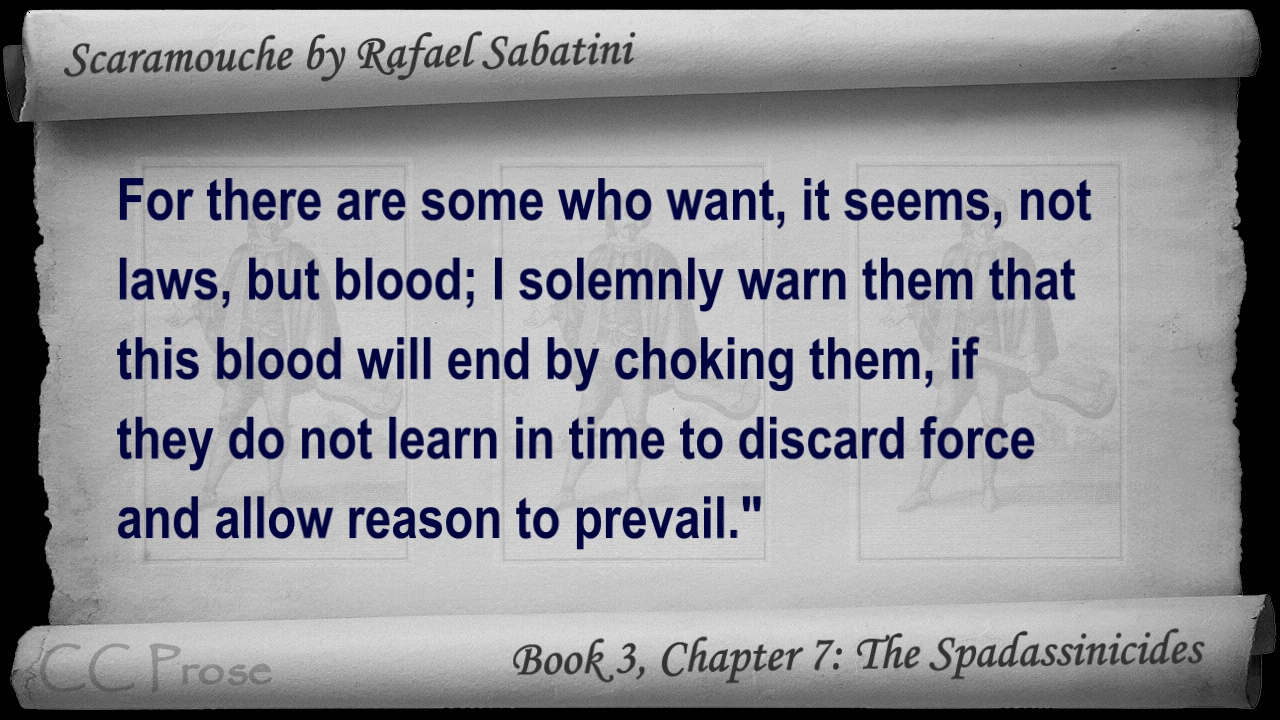 Scaramouche by Rafael Sabatini
For there are some who want, it seems, not
laws, but blood; I solemnly warn them that
this blood will end by choking them, if
they do not learn in time to discard force
and allow reason to prevail."
CC Prose
Book 3, Chapter 7: The Spadassinicides